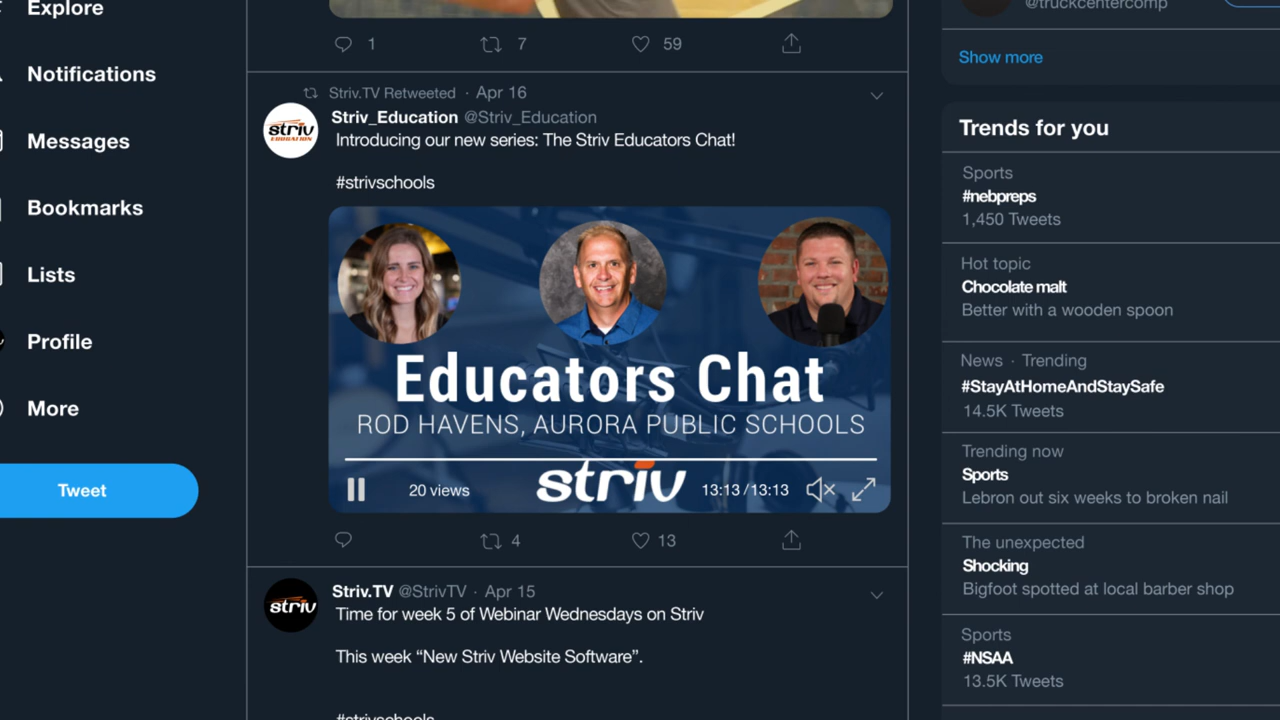 Explore
Notifications
Messages
Bookmarks
Lists
Profile
More
Tweet
1 7 59
Striv.TV Retweeted · Apr 16
striv
EDUCATION
Striv_Education @Striv_Education
Introducing our new series: The Striv Educators Chat!
#strivschools
Educators Chat
ROD HAVENS, AURORA PUBLIC SCHOOLS
20 views striv 13:13/13:13
4 13
striv
Striv.TV @StrivTV · Apr 15
Time for week 5 of Webinar Wednesdays on Striv
This week “New Striv Website Software”.
#strivschools
@truckcentercomp
Show more
Trends for you
Sports
#nebpreps
1,450 Tweets
Hot topic
Chocolate malt
Better with a wooden spoon
News · Trending
#StayAtHomeAndStaySafe
14.5K Tweets
Trending now
Sports
Lebron out six weeks to broken nail
The unexpected
Shocking
Bigfoot spotted at local barber shop
Sports
#NSAA
13.5K Tweets